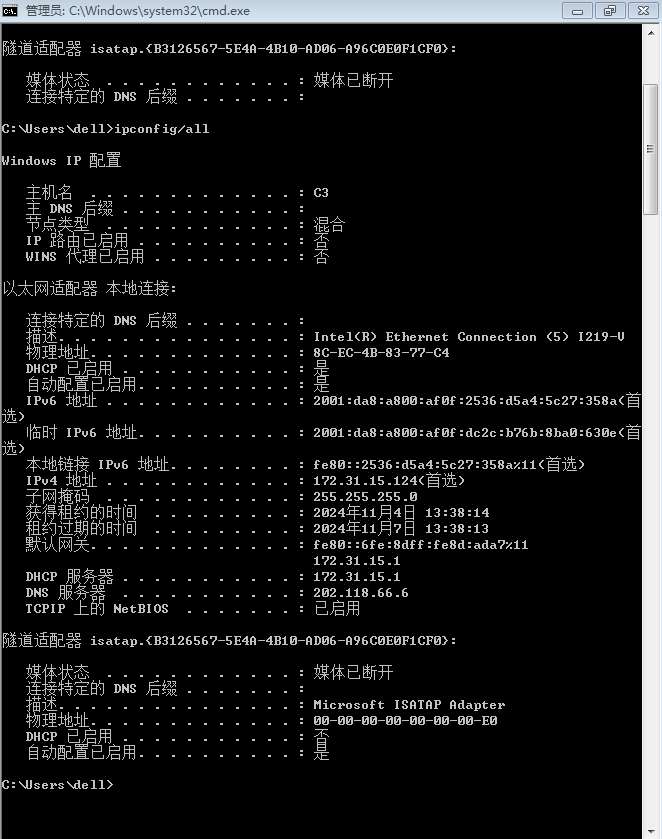 管理员: C:\Windows\system32\cmd.exe
隧道适配器 isatap.{B3126567-5E4A-4B10-AD06-A96C0E0F1CF0}:
媒体状态 . . . . . . . . . . . . : 媒体已断开
连接特定的 DNS 后缀 . . . . . . . :
C:\Users\dell>ipconfig/all
Windows IP 配置
主机名 . . . . . . . . . . . . . : C3
主 DNS 后缀 . . . . . . . . . . . :
节点类型 . . . . . . . . . . . . : 混合
IP 路由已启用 . . . . . . . . . . : 否
WINS 代理已启用 . . . . . . . . . : 否
以太网适配器 本地连接:
连接特定的 DNS 后缀 . . . . . . . :
描述. . . . . . . . . . . . . . . : Intel(R) Ethernet Connection (5) I219-V
物理地址. . . . . . . . . . . . . : 8C-EC-4B-83-77-C4
DHCP 已启用 . . . . . . . . . . . : 是
自动配置已启用. . . . . . . . . . : 是
IPv6 地址 . . . . . . . . . . . . : 2001:da8:a800:af0f:2536:d5a4:5c27:358a(首
选)
临时 IPv6 地址. . . . . . . . . . : 2001:da8:a800:af0f:dc2c:b76b:8ba0:630e(首
选)
本地链接 IPv6 地址. . . . . . . . : fe80::2536:d5a4:5c27:358a%11(首选)
IPv4 地址 . . . . . . . . . . . . : 172.31.15.124(首选)
子网掩码 . . . . . . . . . . . . : 255.255.255.0
获得租约的时间 . . . . . . . . . : 2024年11月4日 13:38:14
租约过期的时间 . . . . . . . . . : 2024年11月7日 13:38:13
默认网关. . . . . . . . . . . . . : fe80::6fe:8dff:fe8d:ada7%11
172.31.15.1
DHCP 服务器 . . . . . . . . . . . : 172.31.15.1
DNS 服务器 . . . . . . . . . . . : 202.118.66.6
TCPIP 上的 NetBIOS . . . . . . . : 已启用
隧道适配器 isatap.{B3126567-5E4A-4B10-AD06-A96C0E0F1CF0}:
媒体状态 . . . . . . . . . . . . : 媒体已断开
连接特定的 DNS 后缀 . . . . . . . :
描述. . . . . . . . . . . . . . . : Microsoft ISATAP Adapter
物理地址. . . . . . . . . . . . . : 00-00-00-00-00-00-00-E0
DHCP 已启用 . . . . . . . . . . . : 否
自动配置已启用. . . . . . . . . . : 是
C:\Users\dell>